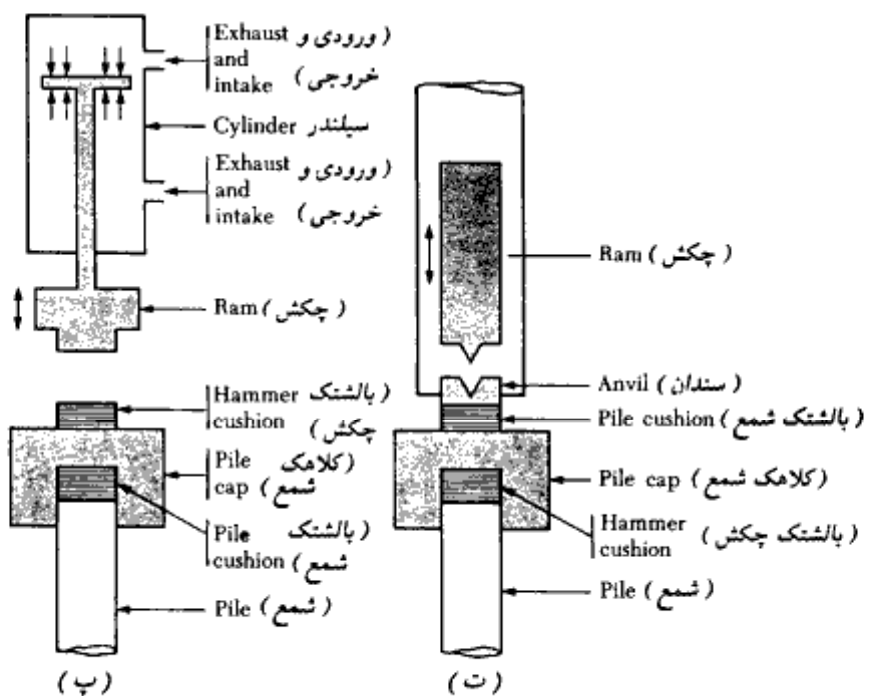 Exhaust ( ورودی و
and
intake ( خروجی
Cylinder سیلندر
Exhaust ( ورودی و
and
intake ( خروجی
Ram ( چکش )
Hammer ( بالشتک
cushion ( چکش
Pile ( کلاهک
cap ( شمع
Pile ( بالشتک
cushion ( شمع
Pile ( شمع )
( پ )
Ram ( چکش )
Anvil ( سندان )
Pile cushion ( بالشتک شمع )
Pile cap ( کلاهک شمع )
Hammer
cushion ( بالشتک چکش )
Pile ( شمع )
( ت )